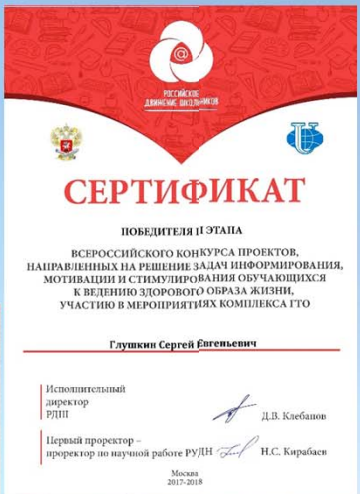 РОССИЙСКОЕ
ДВИЖЕНИЕ ШКОЛЬНИКОВ
СЕРТИФИКАТ
ПОБЕДИТЕЛЯ II ЭТАПА
ВСЕРОССИЙСКОГО КОНКУРСА ПРОЕКТОВ,
НАПРАВЛЕННЫХ НА РЕШЕНИЕ ЗАДАЧ ИНФОРМИРОВАНИЯ,
МОТИВАЦИИ И СТИМУЛИРОВАНИЯ ОБУЧАЮЩИХСЯ
К ВЕДЕНИЮ ЗДОРОВОГО ОБРАЗА ЖИЗНИ,
УЧАСТИЮ В МЕРОПРИЯТИЯХ КОМПЛЕКСА ГТО
Глушкин Сергей Евгеньевич
Исполнительный
директор
РДШ Д.В. Клебанов
Первый проректор –
проректор по научной работе РУДН Н.С. Кирабаев
Москва
2017-2018